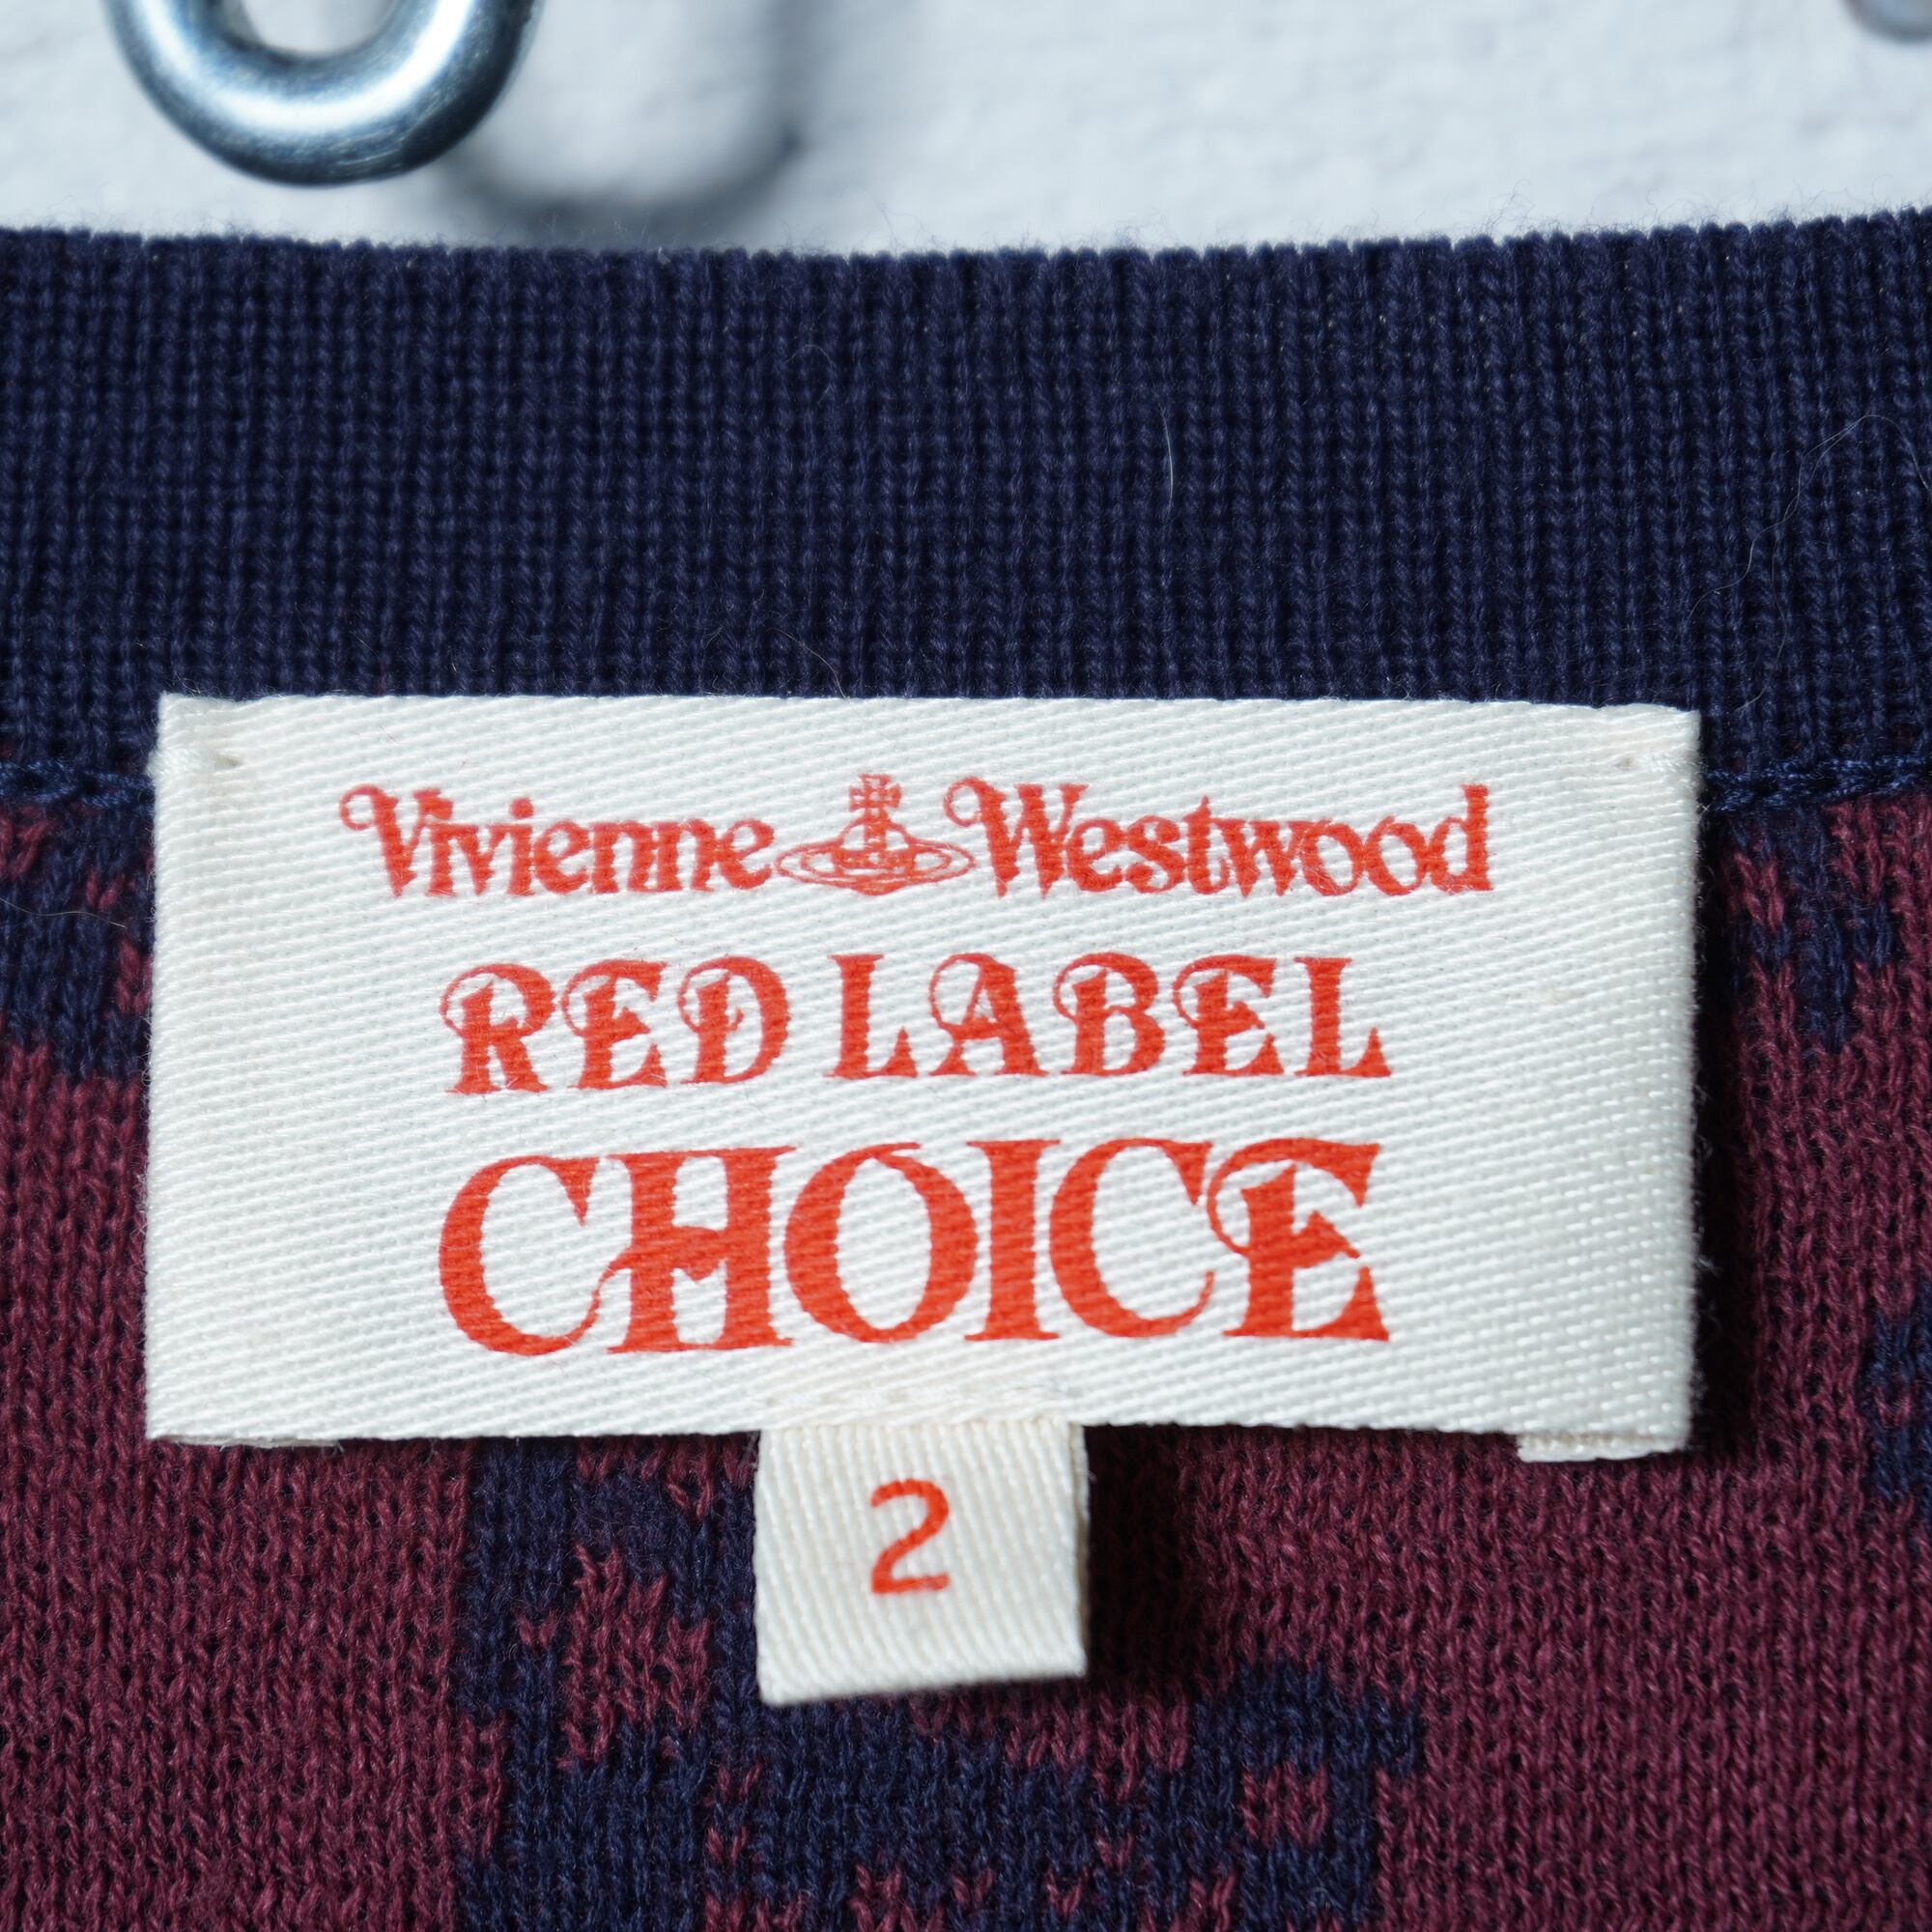 Vivienne Westwood
RED LABEL
CHOICE
2